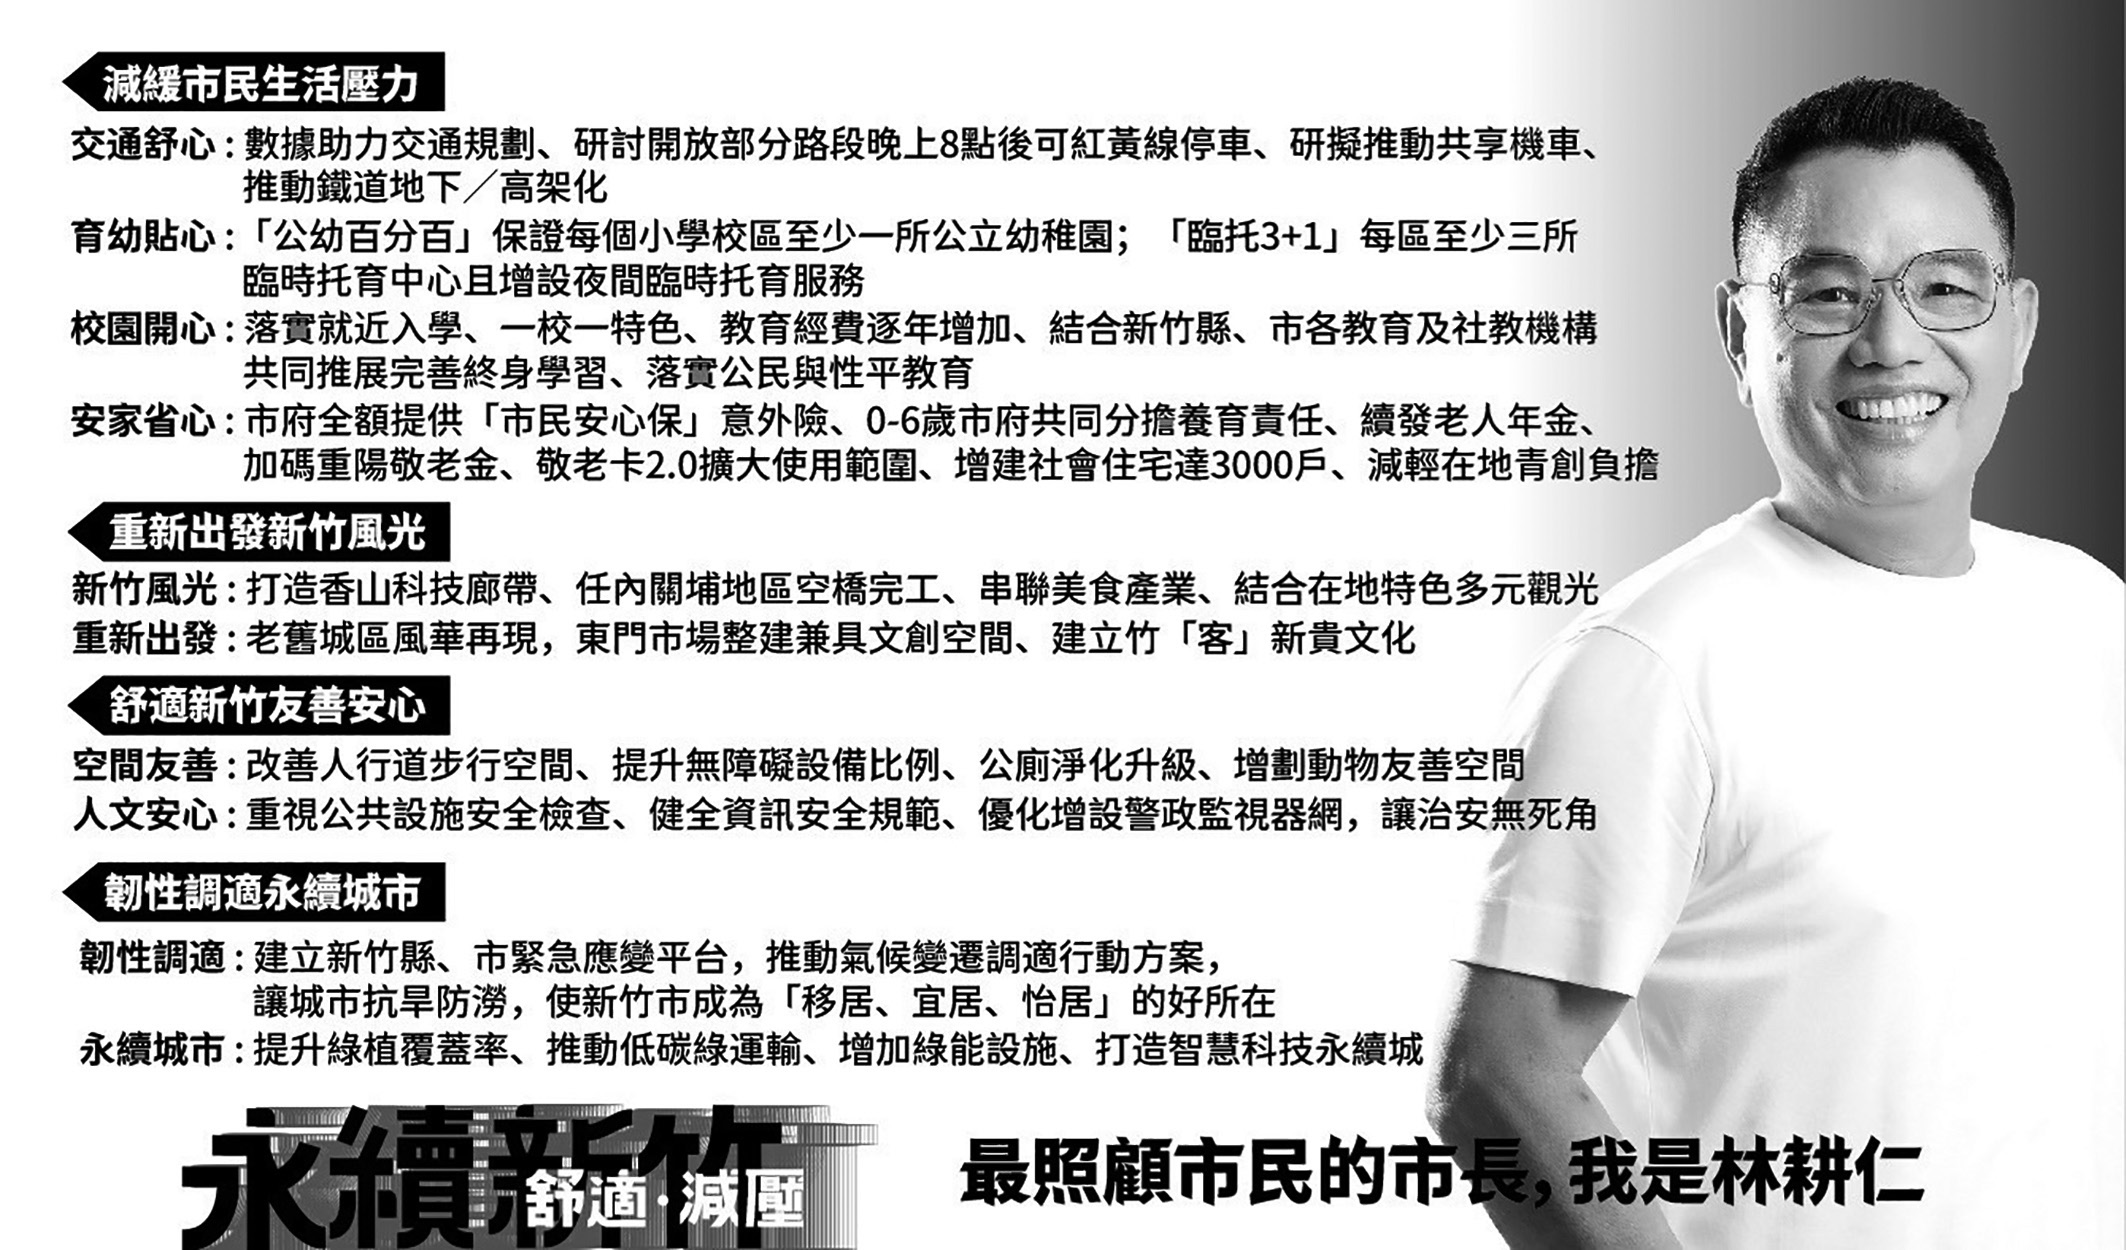 減緩市民生活壓力
交通舒心：數據助力交通規劃、研討開放部分路段晚上8點後可紅黃線停車、研擬推動共享機車、
推動鐵道地下／高架化
育幼貼心：「公幼百分百」保證每個小學校區至少一所公立幼稚園；「臨托3+1」每區至少三所
臨時托育中心且增設夜間臨時托育服務
校園開心：落實就近入學、一校一特色、教育經費逐年增加、結合新竹縣、市各教育及社教機構
共同推展完善終身學習、落實公民與性平教育
安家省心：市府全額提供「市民安心保」意外險、0-6歲市府共同分擔養育責任、續發老人年金、
加碼重陽敬老金、敬老卡2.0擴大使用範圍、增建社會住宅達3000戶、減輕在地青創負擔
重新出發新竹風光
新竹風光：打造香山科技廊帶、任內關埔地區空橋完工、串聯美食產業、結合在地特色多元觀光
重新出發：老舊城區風華再現，東門市場整建兼具文創空間、建立竹「客」新貴文化
舒適新竹友善安心
空間友善：改善人行道步行空間、提升無障礙設備比例、公廁淨化升級、增劃動物友善空間
人文安心：重視公共設施安全檢查、健全資訊安全規範、優化增設警政監視器網，讓治安無死角
韌性調適永續城市
韌性調適：建立新竹縣、市緊急應變平台，推動氣候變遷調適行動方案，
讓城市抗旱防澇，使新竹市成為「移居、宜居、怡居」的好所在
永續城市：提升綠植覆蓋率、推動低碳綠運輸、增加綠能設施、打造智慧科技永續城
永續新竹
舒適·減壓
最照顧市民的市長，我是林耕仁